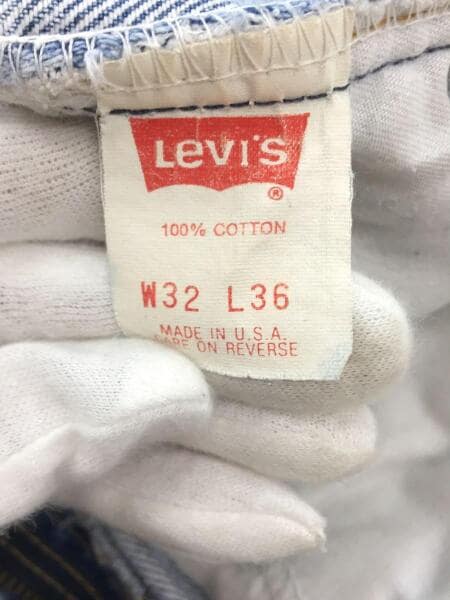 Levi's ®
100% COTTON
W32 L36
MADE IN U.S.A.
CARE ON REVERSE